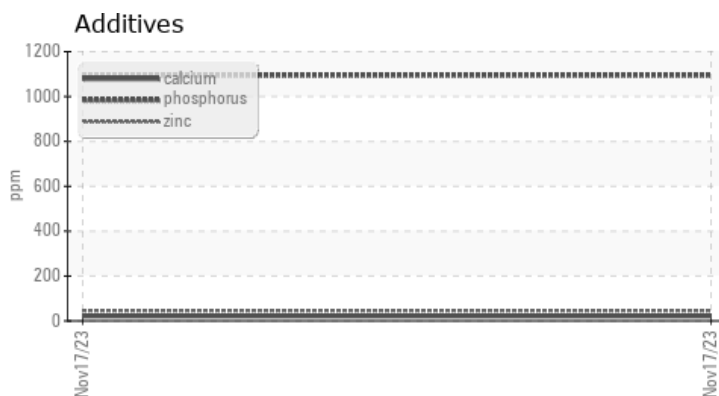 Additives
1200
1000
800
600
400
200
0
ppm
calcium
phosphorus
zinc
Nov17/23
Nov17/23